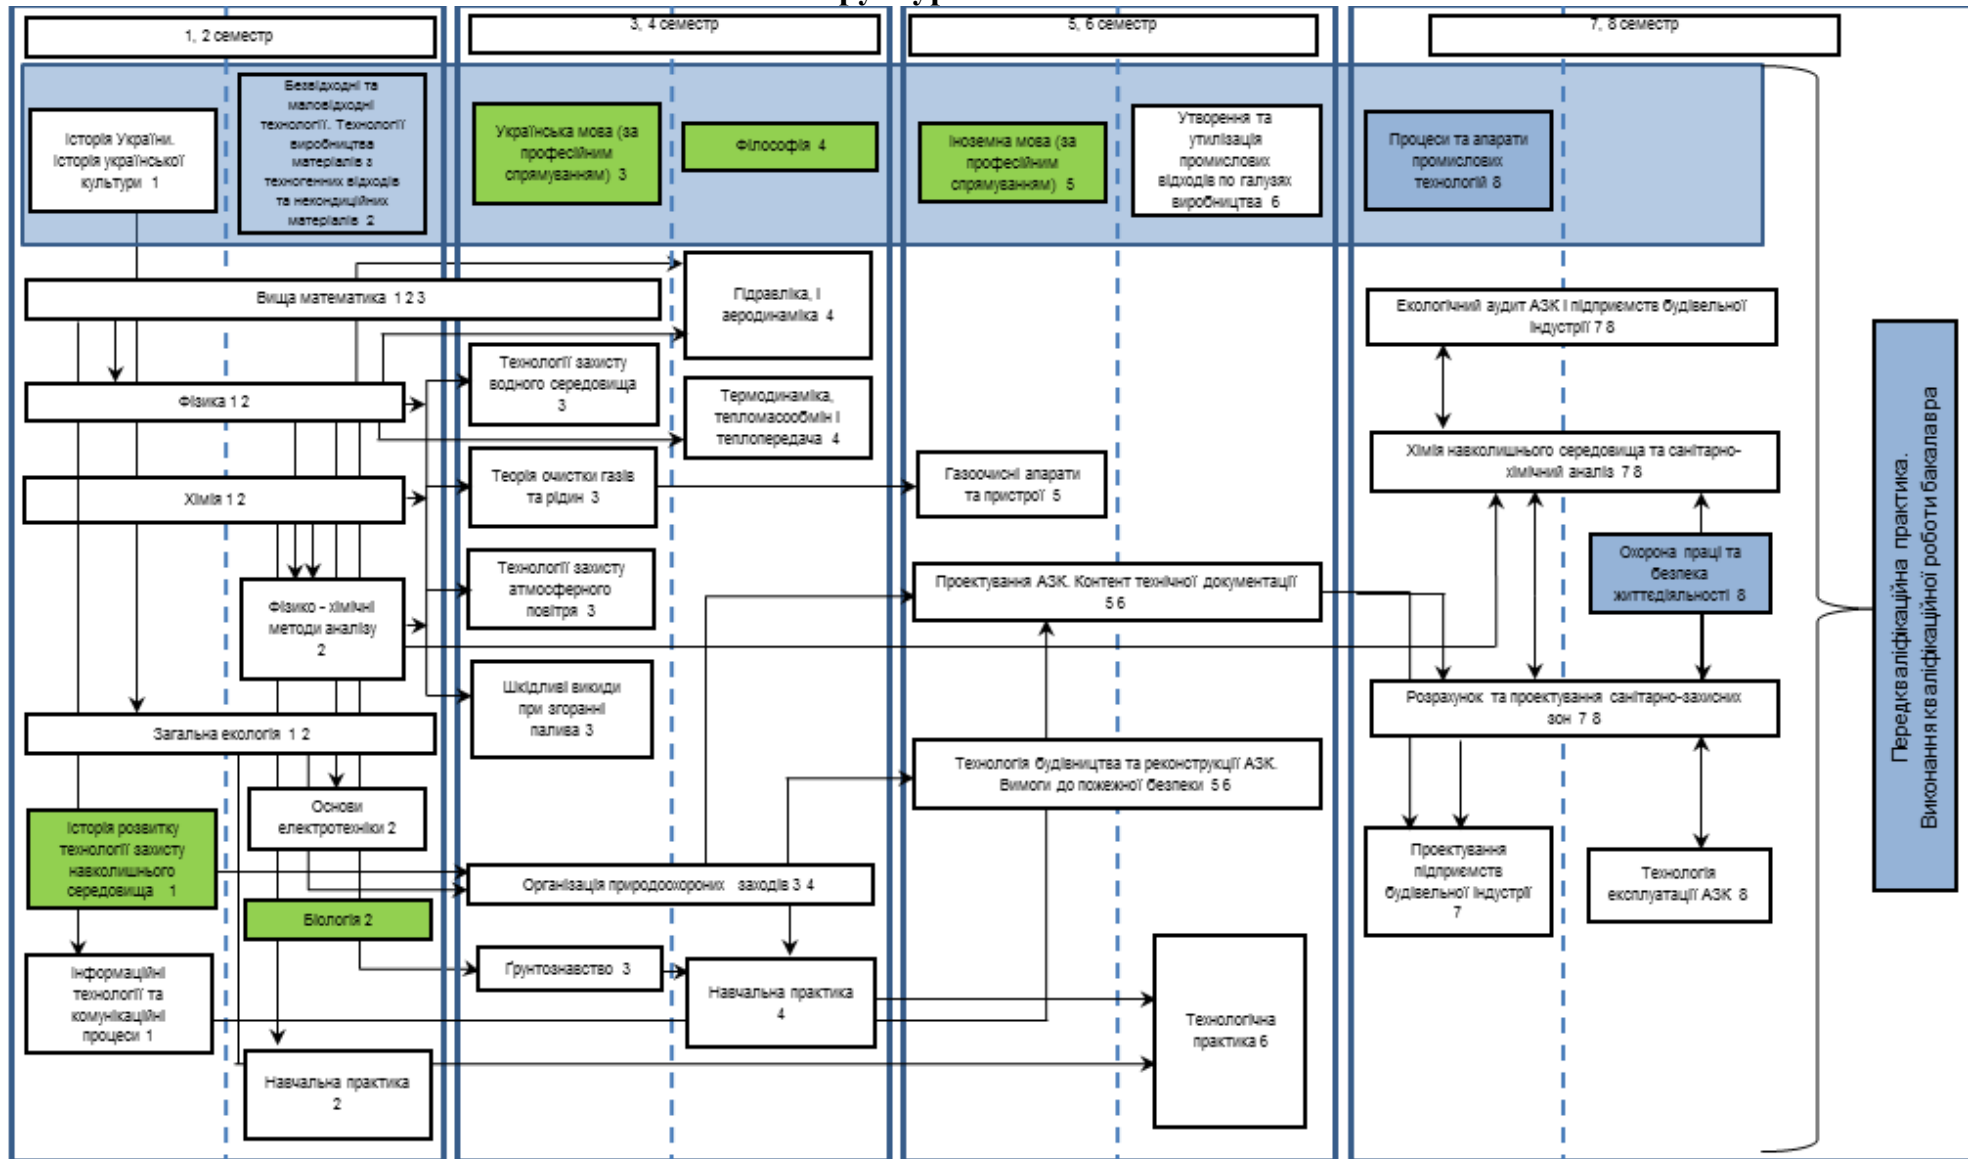 1, 2 семестр
3, 4 семестр
5, 6 семестр
7, 8 семестр
Історія України.
Історія української
культури 1
Безвідходні та
маловідходні
технології. Технології
виробництва
матеріалів з
техногенних відходів
та некондиційних
матеріалів 2
Українська мова (за
професійним
спрямуванням) 3
Філософія 4
Іноземна мова (за
професійним
спрямуванням) 5
Утворення та
утилізація
промислових
відходів по галузях
виробництва 6
Процеси та апарати
промислових
технологій 8
Вища математика 1 2 3
Гідравліка, і
аеродинаміка 4
Екологічний аудит АЗК і підприємств будівельної
індустрії 7 8
Фізика 1 2
Технології захисту
водного середовища
3
Термодинаміка,
тепломасообмін і
теплопередача 4
Хімія 1 2
Теорія очистки газів
та рідин 3
Газоочисні апарати
та пристрої 5
Хімія навколишнього середовища та санітарно-
хімічний аналіз 7 8
Фізико - хімічні
методи аналізу
2
Технології захисту
атмосферного
повітря 3
Проектування АЗК. Контент технічної документації
5 6
Охорона праці та
безпека
життєдіяльності 8
Шкідливі викиди
при згоранні
палива 3
Розрахунок та проектування санітарно-захисних
зон 7 8
Загальна екологія 1 2
Технологія будівництва та реконструкції АЗК.
Вимоги до пожежної безпеки 5 6
Основи
електротехніки 2
Історія розвитку
технології захисту
навколишнього
середовища 1
Організація природоохороних заходів 3 4
Проектування
підприємств
будівельної індустрії
7
Технологія
експлуатації АЗК 8
Біологія 2
Ґрунтознавство 3
Інформаційні
технології та
комунікаційні
процеси 1
Навчальна практика
4
Технологічна
практика 6
Навчальна практика
2
Передкваліфікаційна практика.
Виконання кваліфікаційної роботи бакалавра